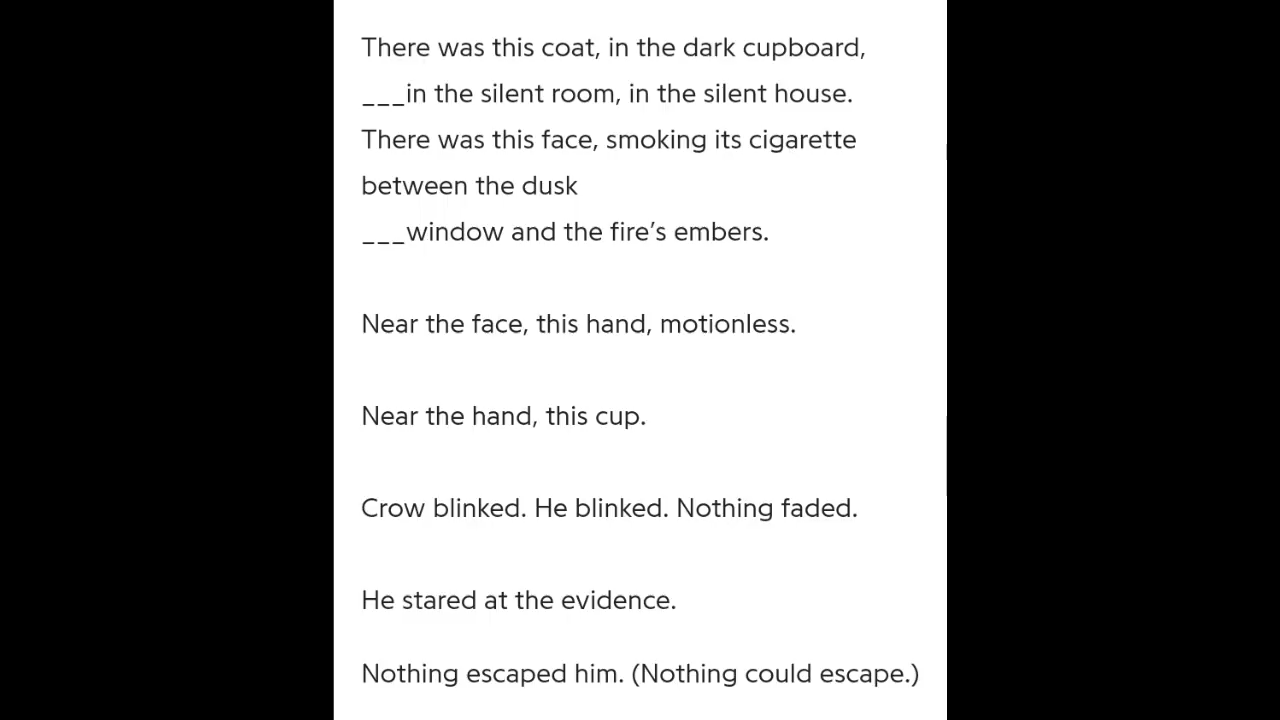 There was this coat, in the dark cupboard,
___in the silent room, in the silent house.
There was this face, smoking its cigarette
between the dusk
___window and the fire’s embers.
Near the face, this hand, motionless.
Near the hand, this cup.
Crow blinked. He blinked. Nothing faded.
He stared at the evidence.
Nothing escaped him. (Nothing could escape.)